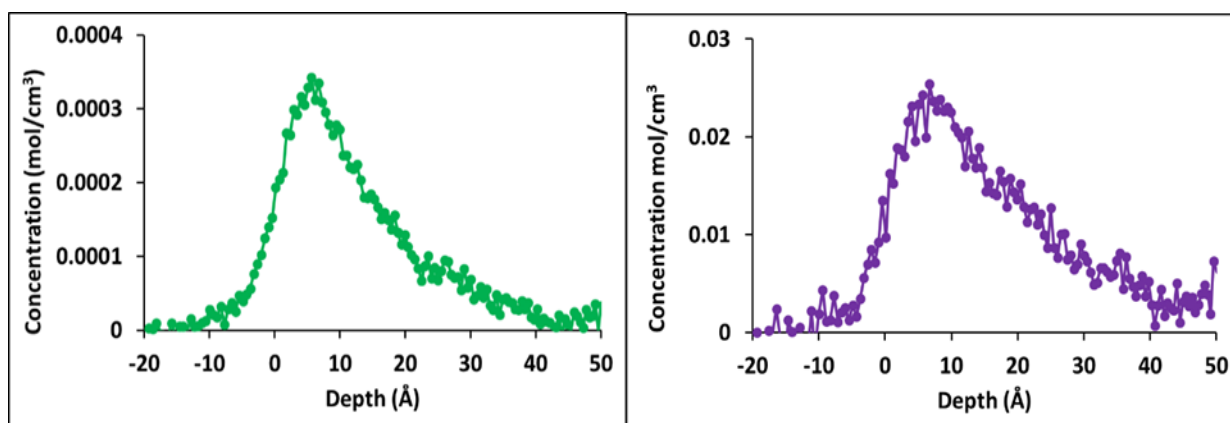 0.0004
0.0003
0.0002
0.0001
0
Concentration (mol/cm³)
-20 -10 0 10 20 30 40 50
Depth (Å)
0.03
0.02
0.01
0
Concentration mol/cm³
-20 -10 0 10 20 30 40 50
Depth (Å)